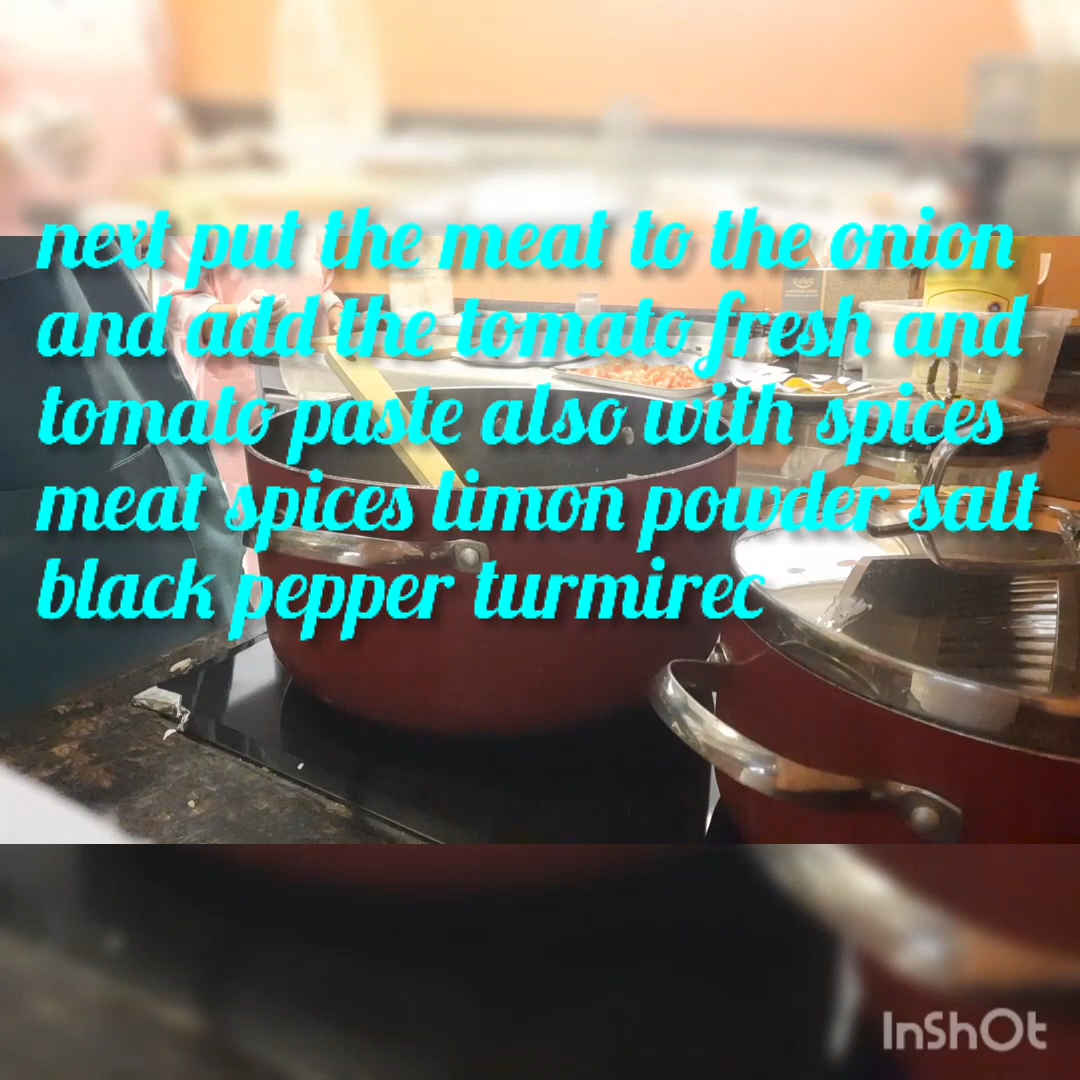 next put the meat to the onion
and add the tomato fresh and
tomato paste also with spices
meat spices limon powder salt
black pepper turmirec
InShOt